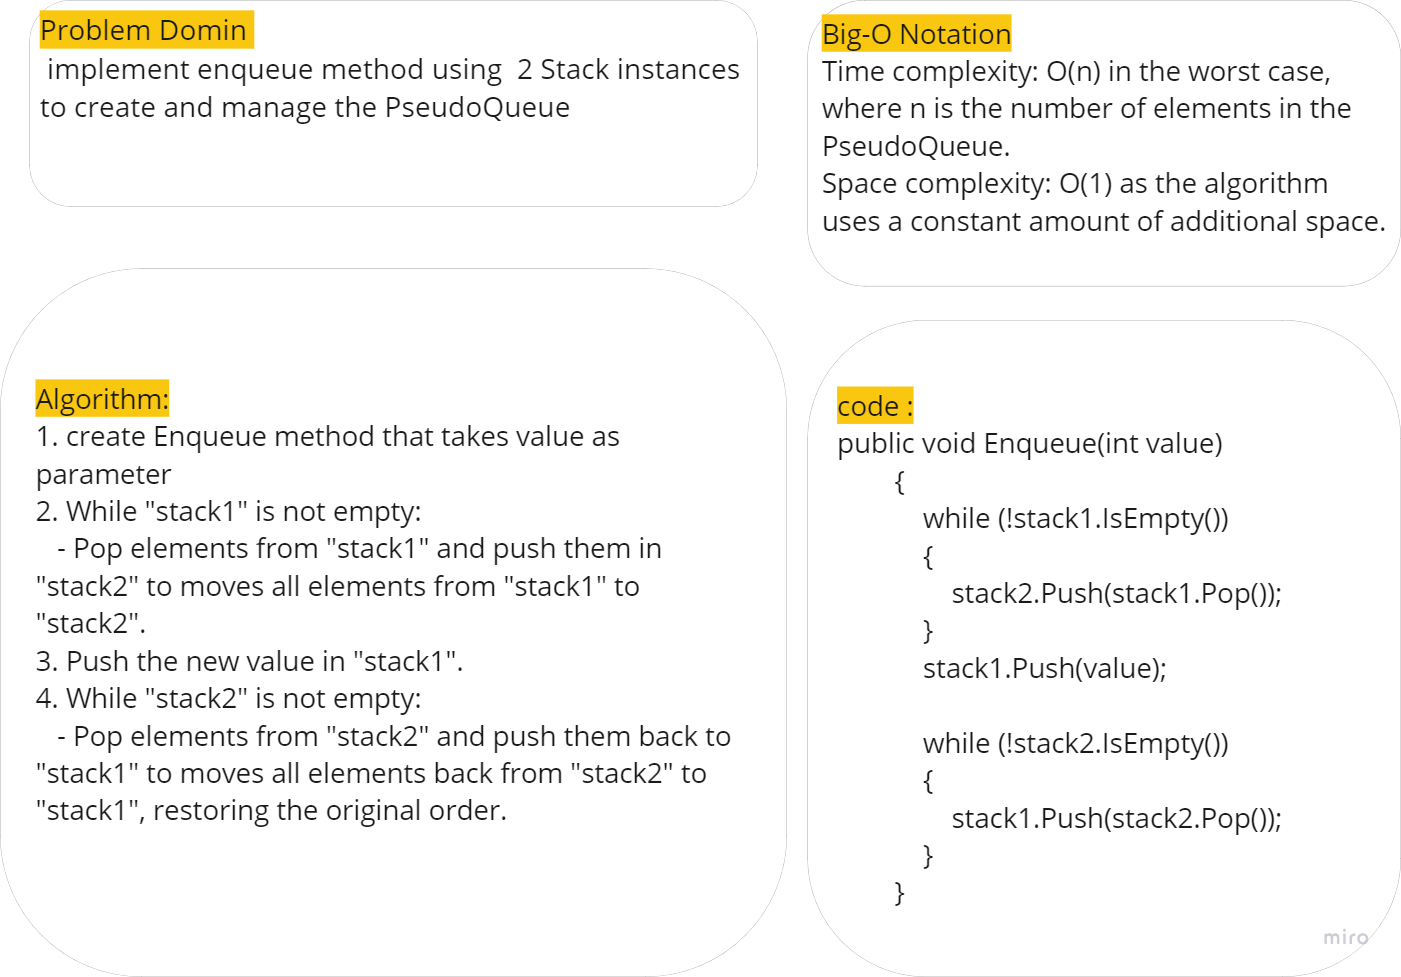 Problem Domin
implement enqueue method using  2 Stack instances
to create and manage the PseudoQueue
Big-O Notation
Time complexity: O(n) in the worst case,
where n is the number of elements in the
PseudoQueue.
Space complexity: O(1) as the algorithm
uses a constant amount of additional space.
Algorithm:
1. create Enqueue method that takes value as
parameter
2. While "stack1" is not empty:
- Pop elements from "stack1" and push them in
"stack2" to moves all elements from "stack1" to
"stack2".
3. Push the new value in "stack1".
4. While "stack2" is not empty:
- Pop elements from "stack2" and push them back to
"stack1" to moves all elements back from "stack2" to
"stack1", restoring the original order.
code :
public void Enqueue(int value)
{
while (!stack1.IsEmpty())
{
stack2.Push(stack1.Pop());
}
stack1.Push(value);
while (!stack2.IsEmpty())
{
stack1.Push(stack2.Pop());
}
}
miro